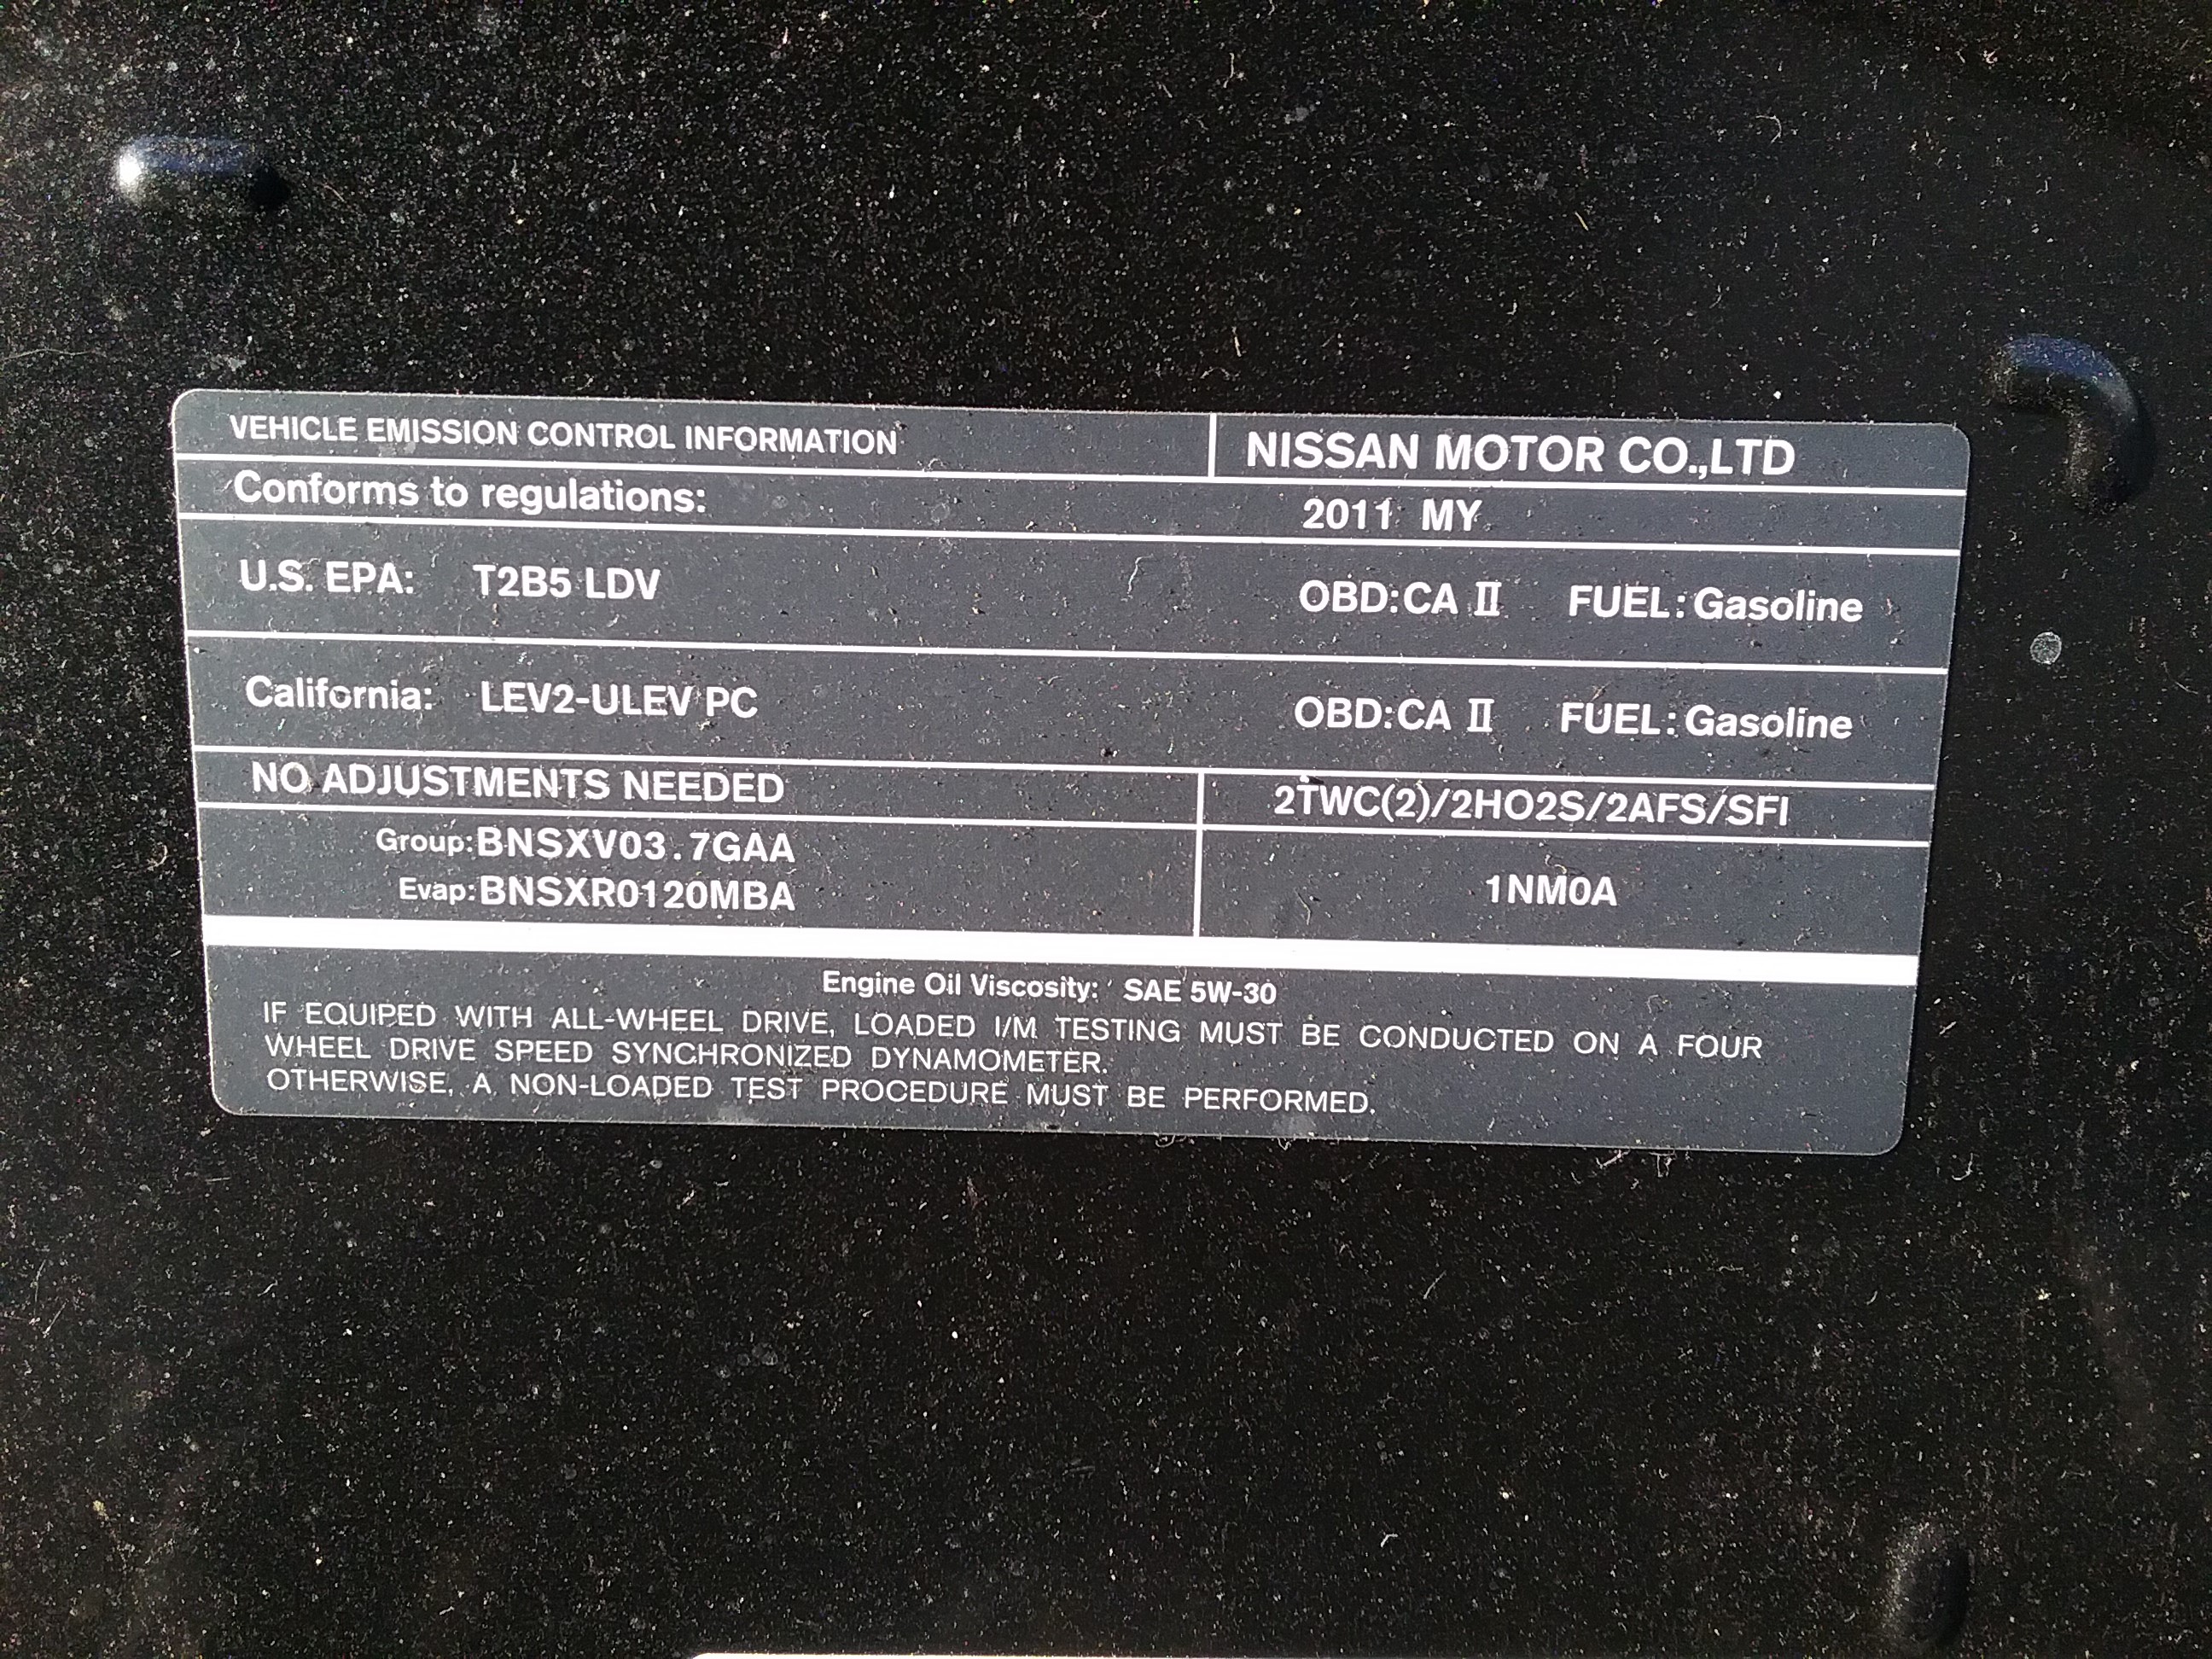 VEHICLE EMISSION CONTROL INFORMATION
NISSAN MOTOR CO.,LTD
Conforms to regulations:
2011 MY
U.S. EPA: T2B5 LDV
OBD:CA II FUEL:Gasoline
California: LEV2-ULEV PC
OBD:CA II FUEL:Gasoline
NO ADJUSTMENTS NEEDED
2TWC(2)/2HO2S/2AFS/SFI
Group:BNSXV03.7GAA
Evap:BNSXR0120MBA
1NM0A
Engine Oil Viscosity: SAE 5W-30
IF EQUIPED WITH ALL-WHEEL DRIVE, LOADED I/M TESTING MUST BE CONDUCTED ON A FOUR
WHEEL DRIVE SPEED SYNCHRONIZED DYNAMOMETER.
OTHERWISE, A NON-LOADED TEST PROCEDURE MUST BE PERFORMED.